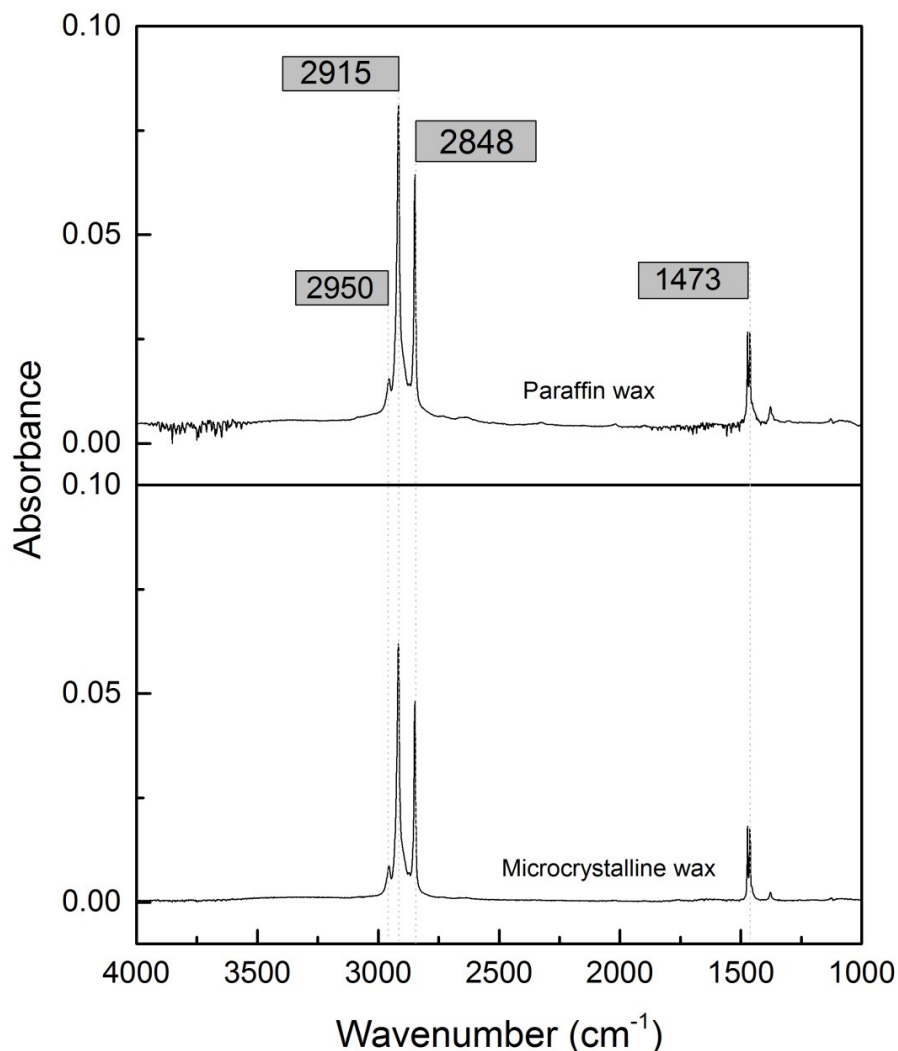 0.10
2915
2848
0.05
2950
1473
Paraffin wax
0.00
0.10
Absorbance
0.05
Microcrystalline wax
0.00
4000 3500 3000 2500 2000 1500 1000
Wavenumber (cm⁻¹)